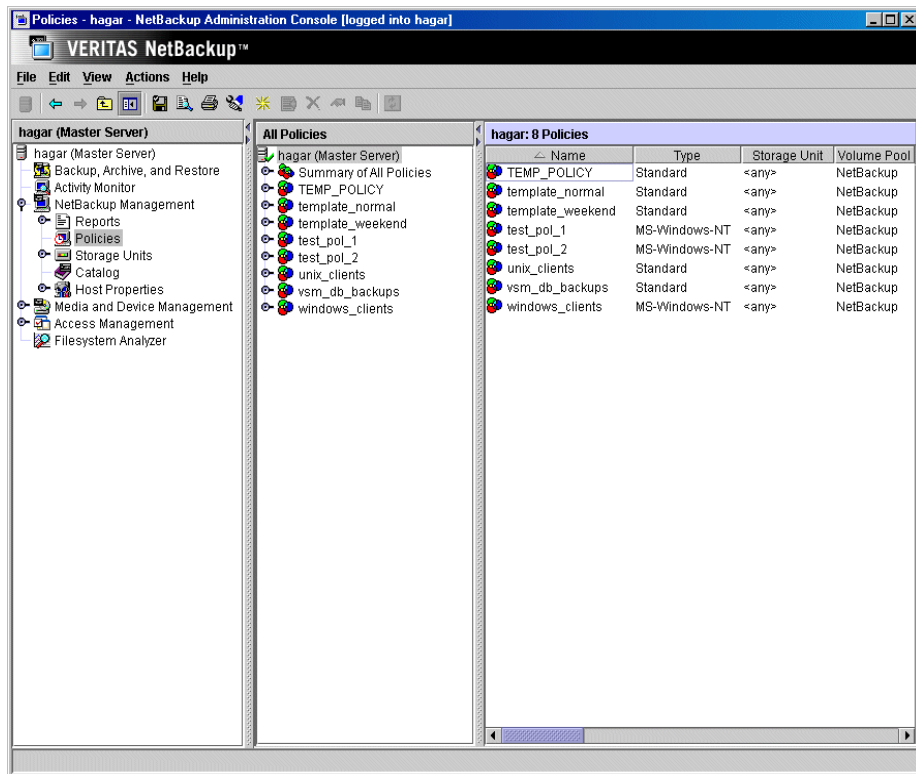 Policies - hagar - NetBackup Administration Console [logged into hagar]
VERITAS NetBackup™
File Edit View Actions Help
hagar (Master Server)
hagar (Master Server)
Backup, Archive, and Restore
Activity Monitor
NetBackup Management
Reports
Policies
Storage Units
Catalog
Host Properties
Media and Device Management
Access Management
Filesystem Analyzer
All Policies
hagar (Master Server)
Summary of All Policies
TEMP_POLICY
template_normal
template_weekend
test_pol_1
test_pol_2
unix_clients
vsm_db_backups
windows_clients
hagar: 8 Policies
Name Type Storage Unit Volume Pool
TEMP_POLICY Standard <any> NetBackup
template_normal Standard <any> NetBackup
template_weekend Standard <any> NetBackup
test_pol_1 MS-Windows-NT <any> NetBackup
test_pol_2 MS-Windows-NT <any> NetBackup
unix_clients Standard <any> NetBackup
vsm_db_backups Standard <any> NetBackup
windows_clients MS-Windows-NT <any> NetBackup